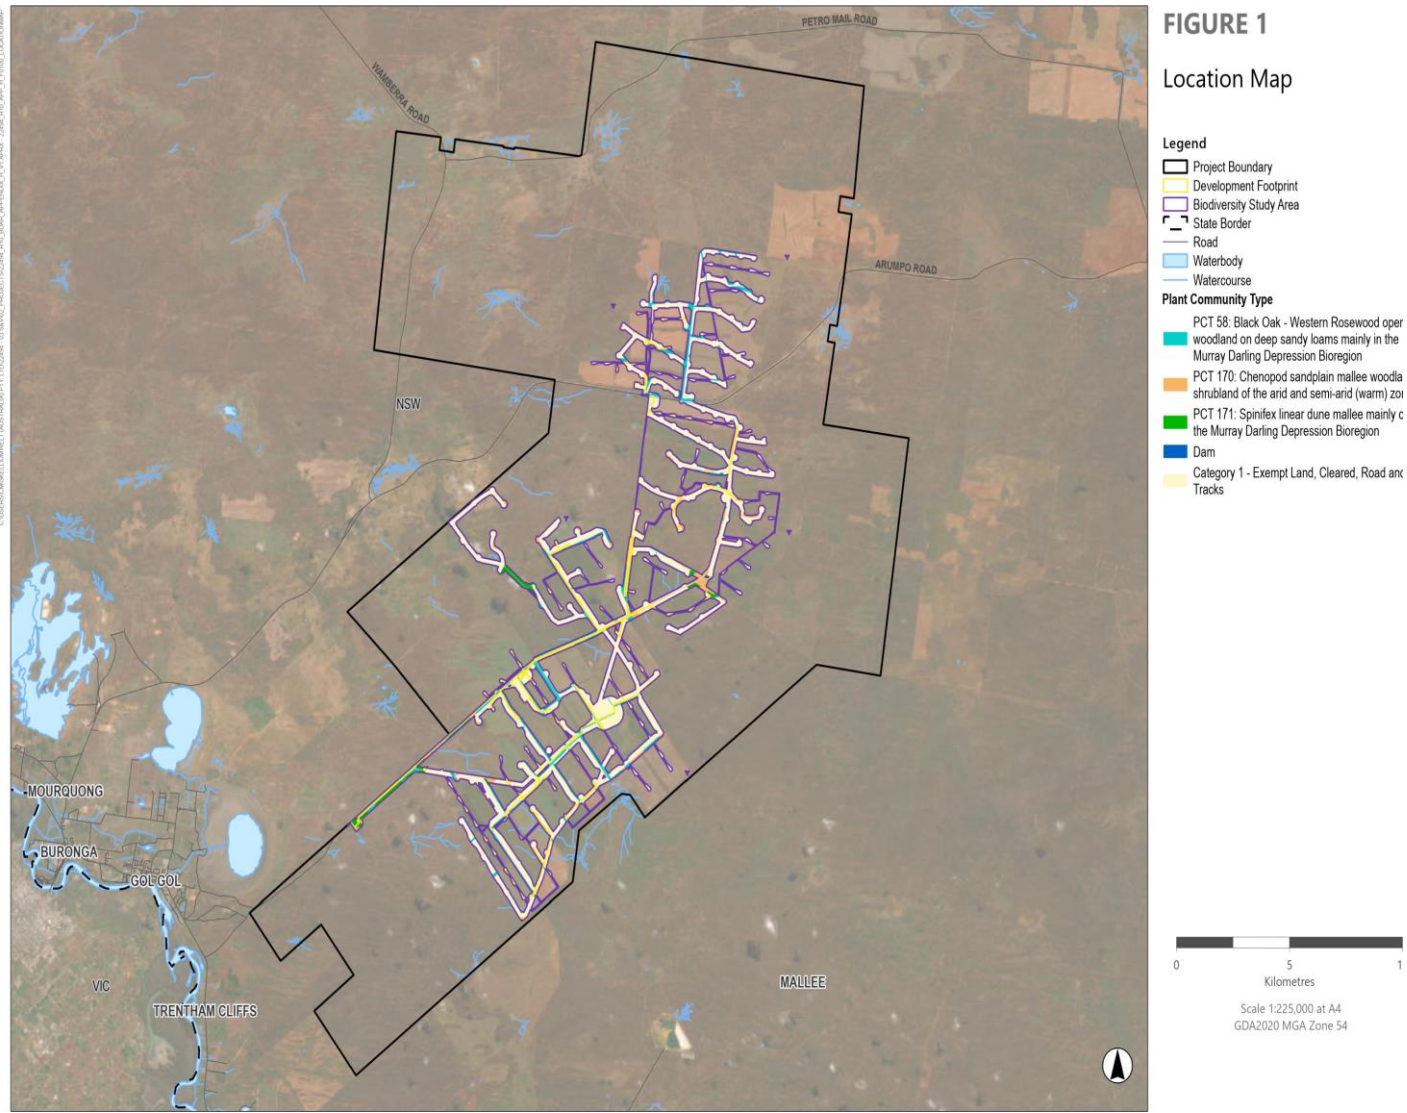 FIGURE 1
Location Map
Legend
Project Boundary
Development Footprint
Biodiversity Study Area
State Border
Road
Waterbody
Watercourse
Plant Community Type
PCT 58: Black Oak - Western Rosewood oper
woodland on deep sandy loams mainly in the
Murray Darling Depression Bioregion
PCT 170: Chenopod sandplain mallee woodla
shrubland of the arid and semi-arid (warm) zor
PCT 171: Spinifex linear dune mallee mainly c
the Murray Darling Depression Bioregion
Dam
Category 1 - Exempt Land, Cleared, Road and
Tracks
PETRO MAIL ROAD
WAMBERRA ROAD
ARUMPO ROAD
NSW
MOURQUONG
BURONGA
GOL GOL
VIC
TRENTHAM CLIFFS
MALLEE
0 5 1
Kilometres
Scale 1:225,000 at A4
GDA2020 MGA Zone 54